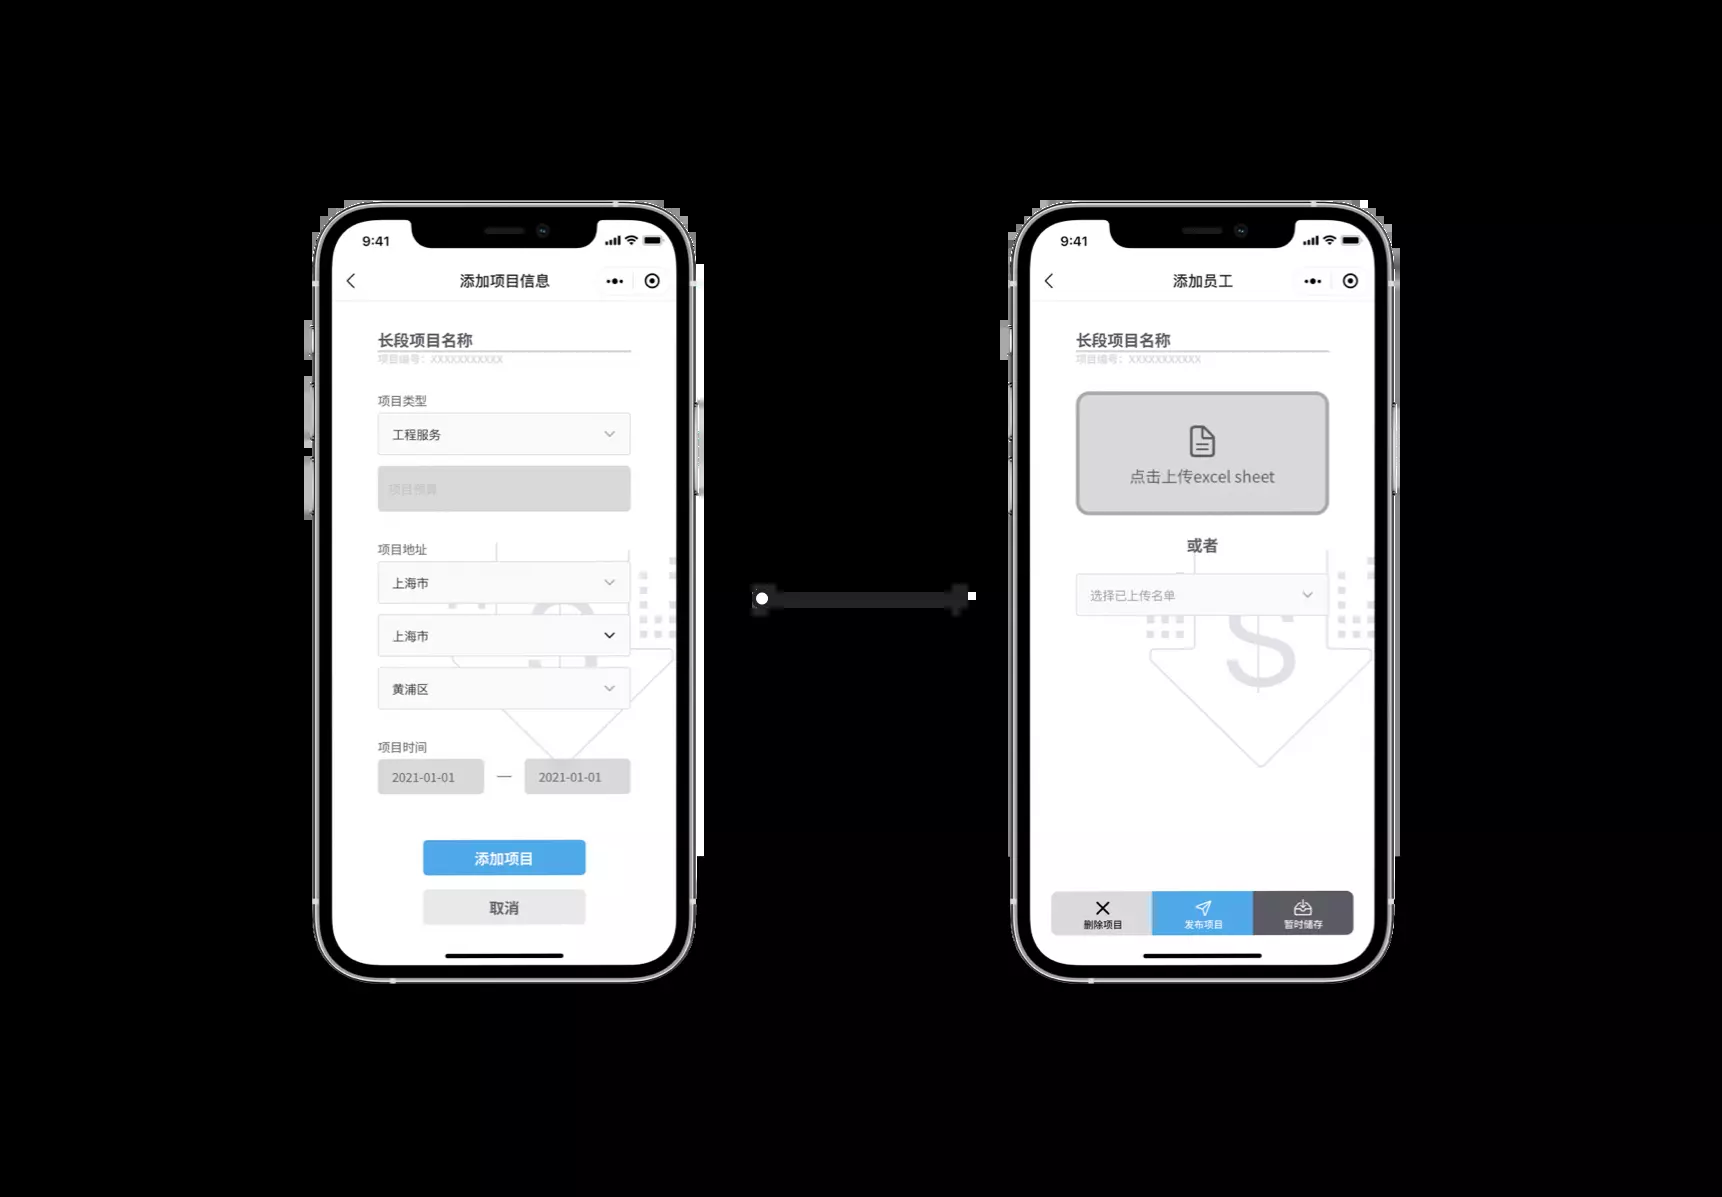 9:41
添加项目信息
长段项目名称
项目编号：XXXXXXXXXXX
项目类型
工程服务
项目预算
项目地址
上海市
上海市
黄浦区
项目时间
2021-01-01 — 2021-01-01
添加项目
取消
9:41
添加员工
长段项目名称
项目编号：XXXXXXXXXXX
点击上传excel sheet
或者
选择已上传名单
$
删除项目
发布项目
暂时储存